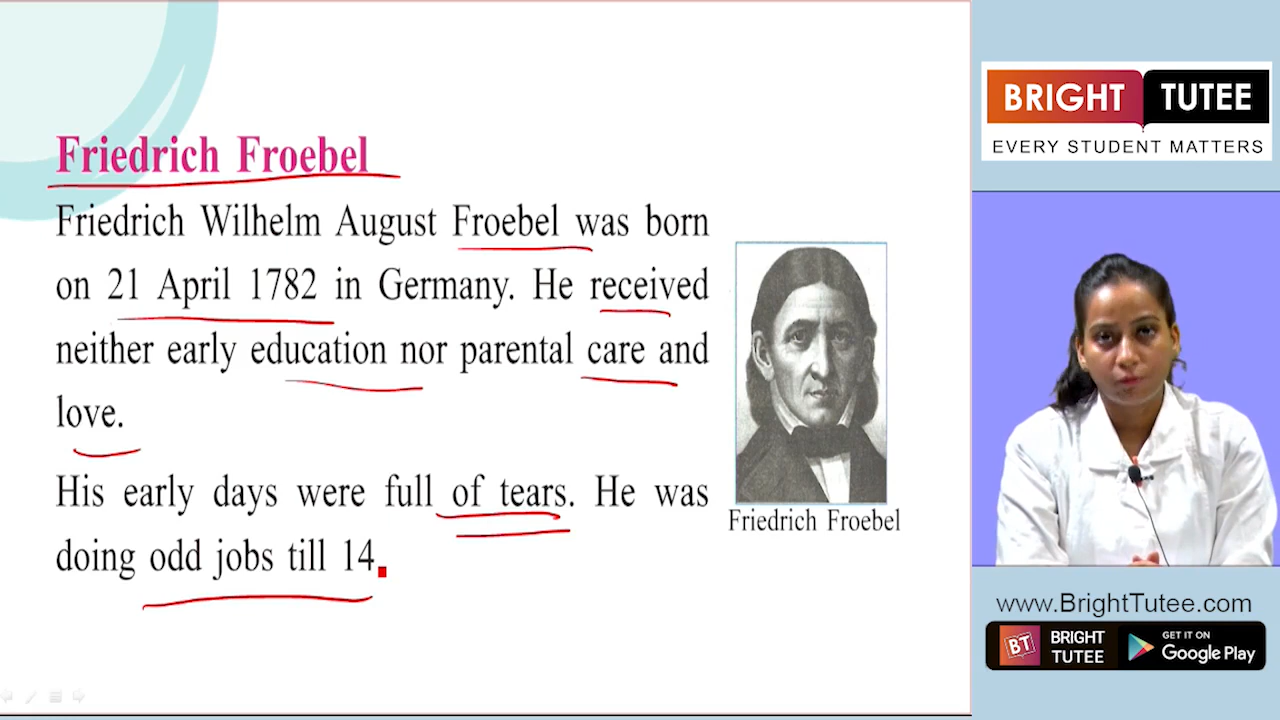 Friedrich Froebel
Friedrich Wilhelm August Froebel was born
on 21 April 1782 in Germany. He received
neither early education nor parental care and
love.
His early days were full of tears. He was
doing odd jobs till 14.
Friedrich Froebel
BRIGHT TUTEE
EVERY STUDENT MATTERS
www.BrightTutee.com
BT BRIGHT TUTEE
GET IT ON
Google Play